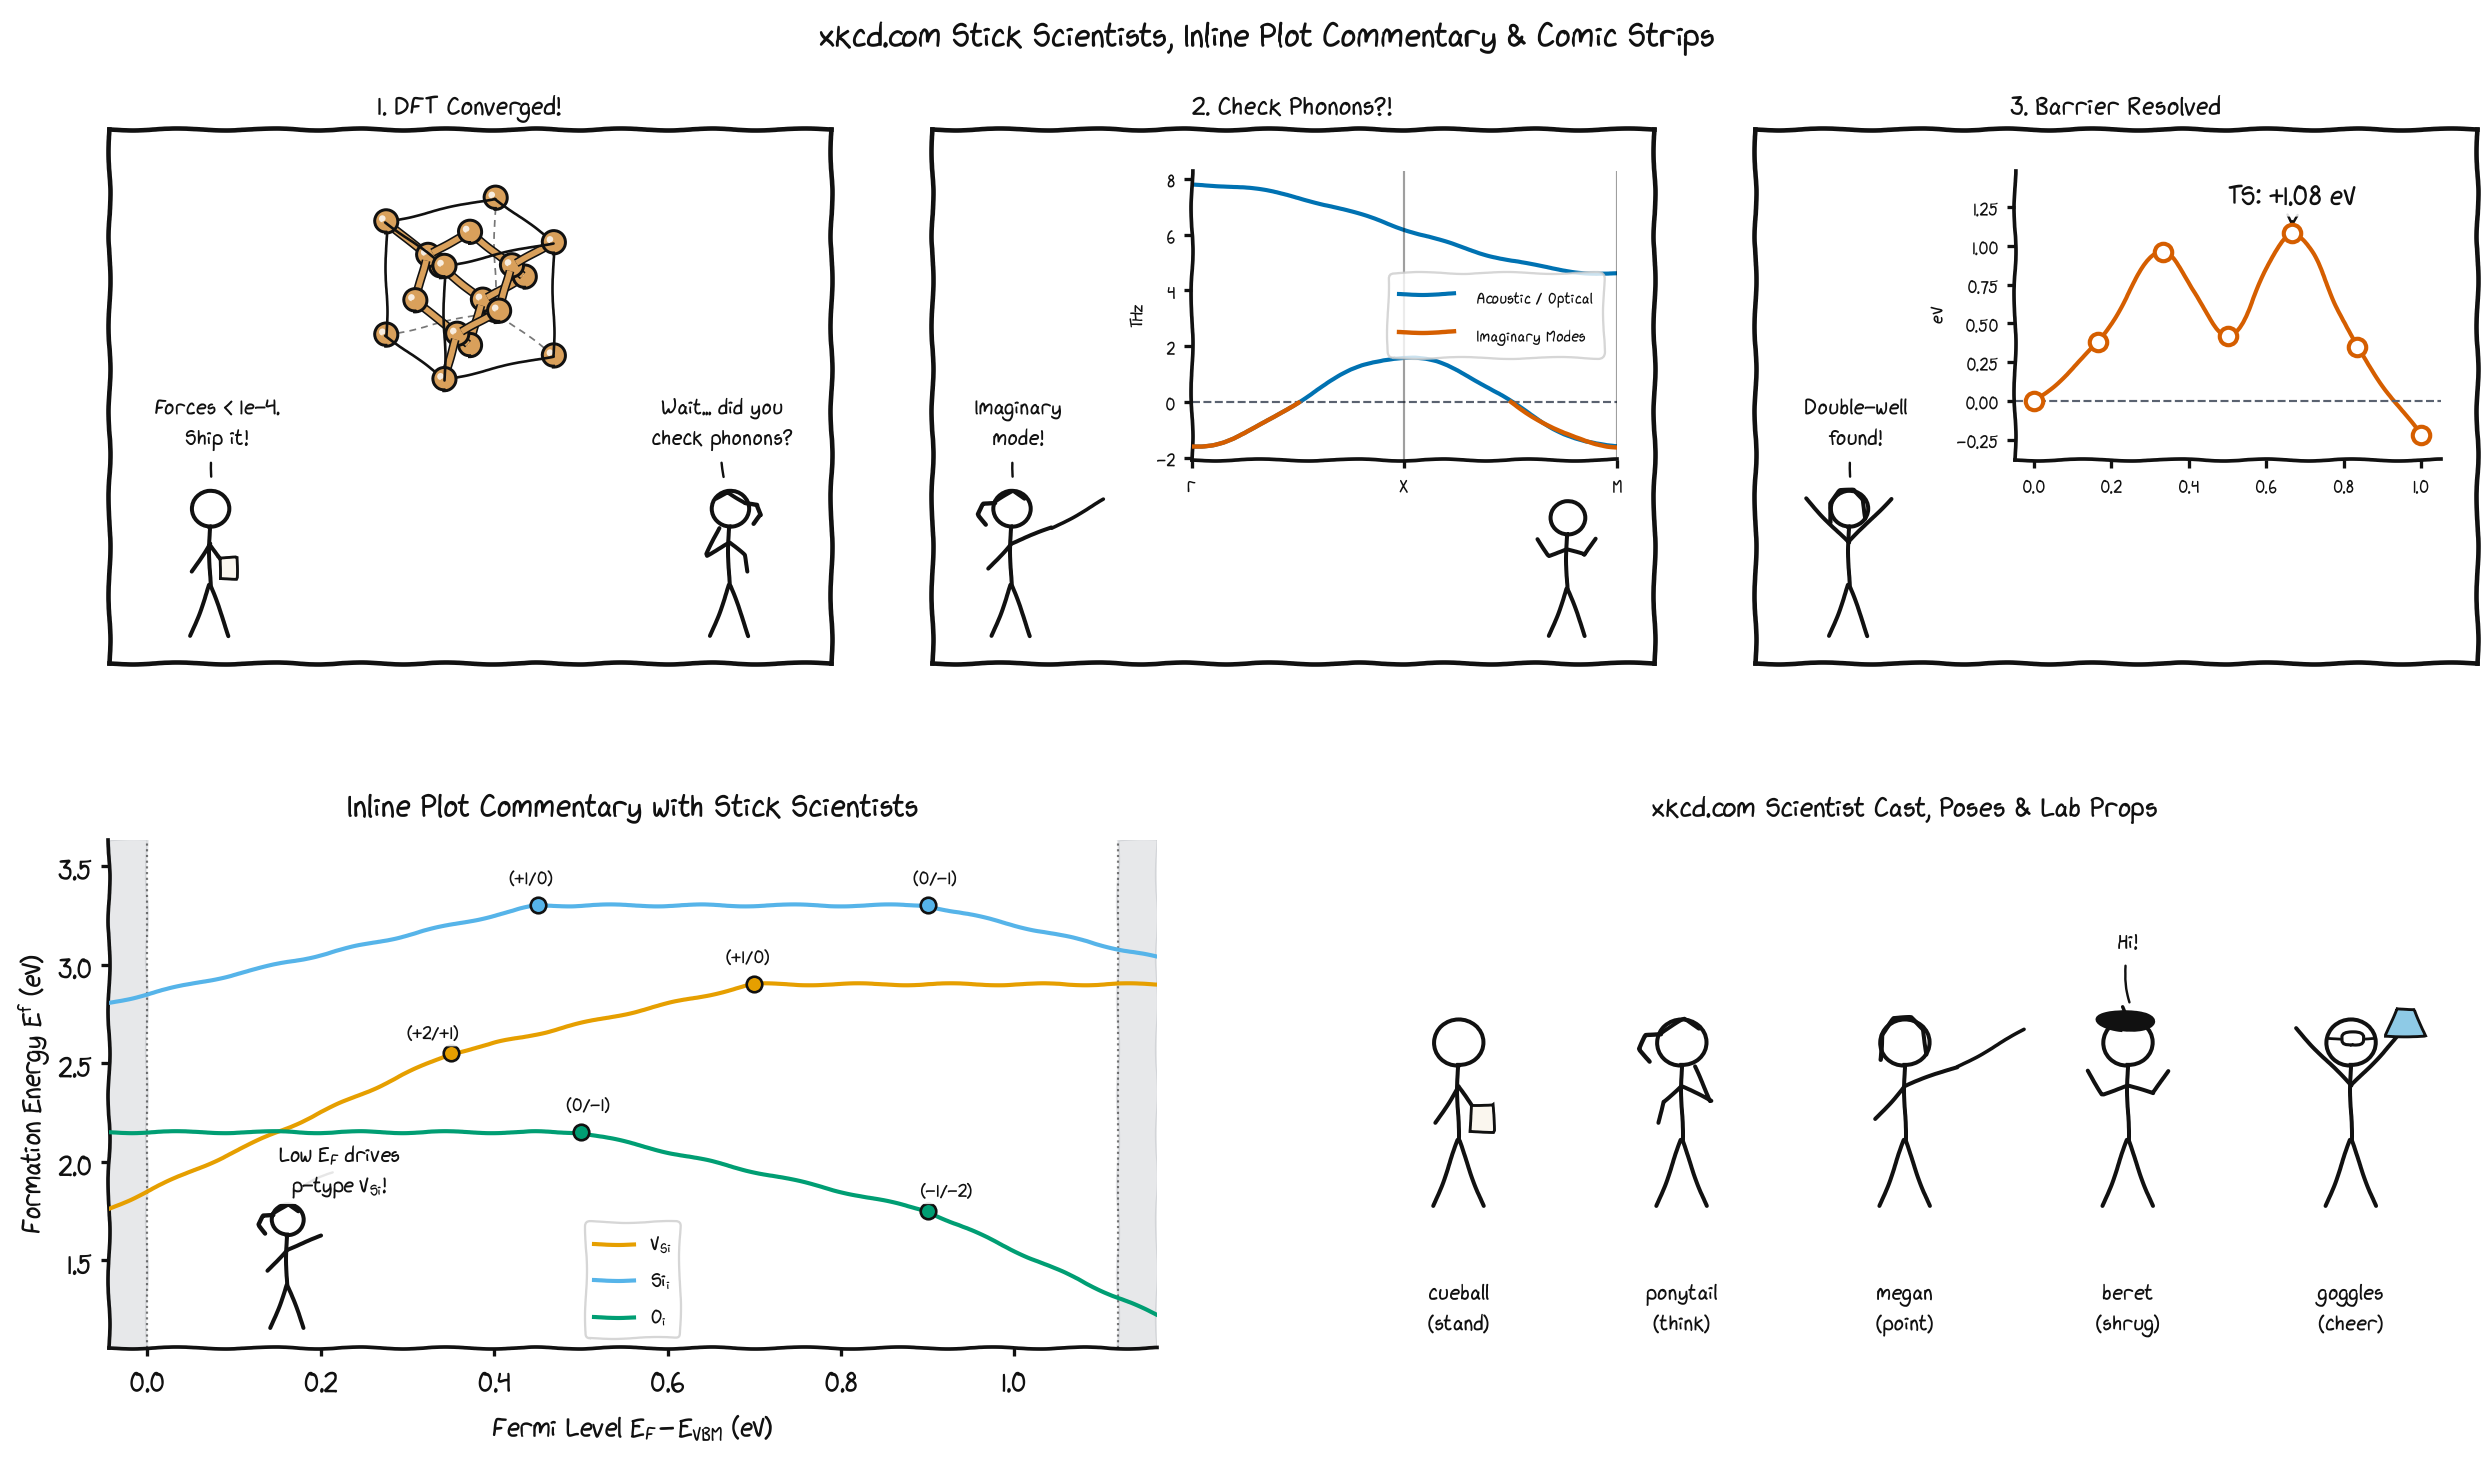 xkcd.com Stick Scientists, Inline Plot Commentary & Comic Strips
1. DFT Converged!
Forces < 1e-4.
Ship it!
Wait... did you
check phonons?
2. Check Phonons?!
Imaginary
mode!
THz
8
6
4
2
0
-2
Γ
X
M
Acoustic / Optical
Imaginary Modes
3. Barrier Resolved
Double-well
found!
eV
1.25
1.00
0.75
0.50
0.25
0.00
-0.25
0.0
0.2
0.4
0.6
0.8
1.0
TS: +1.08 eV
Inline Plot Commentary with Stick Scientists
Formation Energy E^f (eV)
3.5
3.0
2.5
2.0
1.5
(+1/0)
(0/-1)
(+1/0)
(+2/+1)
(0/-1)
(-1/-2)
Low E_F drives
p-type V_Si!
V_Si
Si_i
O_i
0.0
0.2
0.4
0.6
0.8
1.0
Fermi Level E_F - E_VBM (eV)
xkcd.com Scientist Cast, Poses & Lab Props
Hi!
cueball
(stand)
ponytail
(think)
megan
(point)
beret
(shrug)
goggles
(cheer)